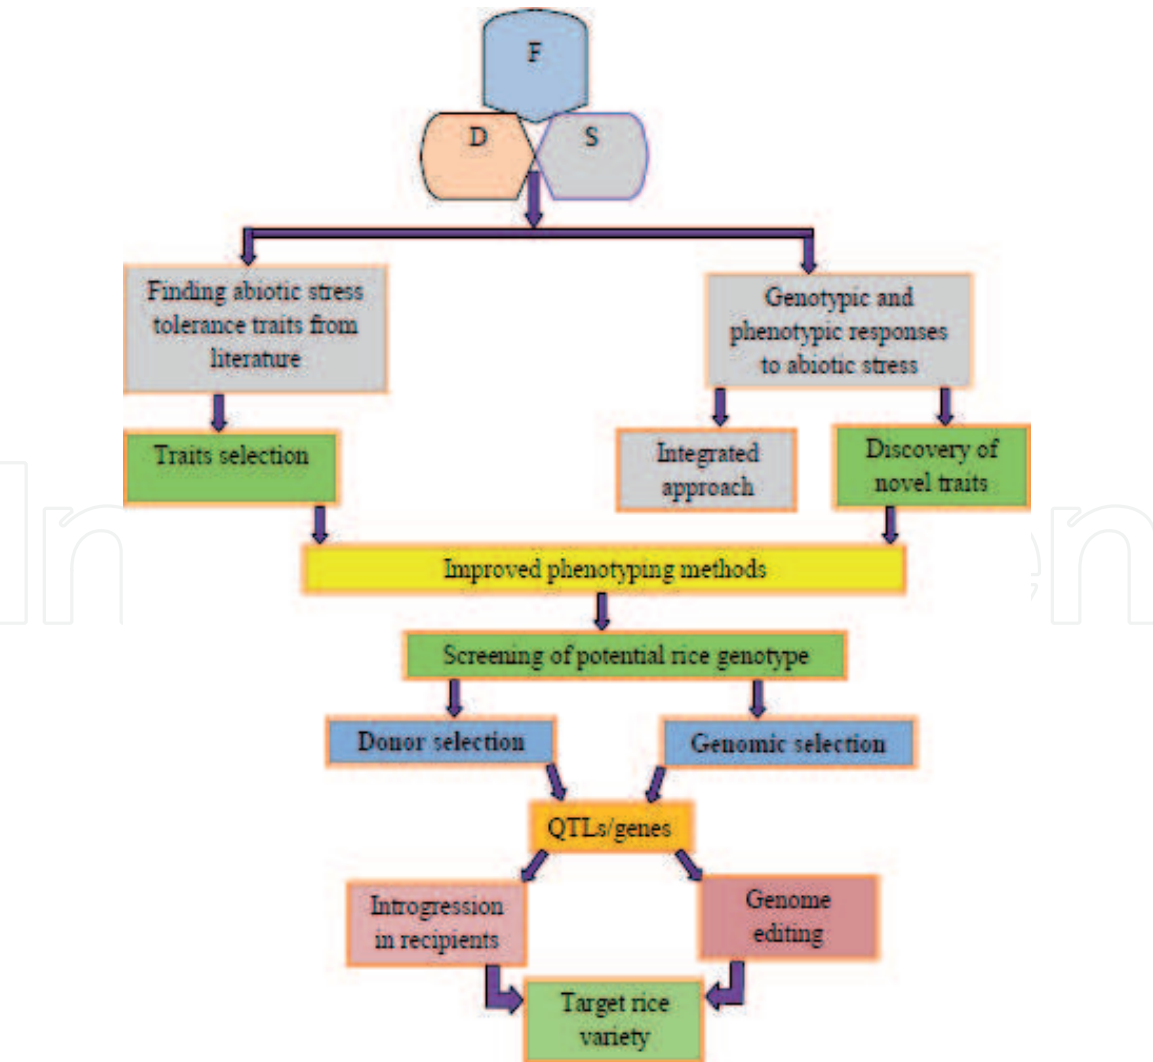 F
D
S
Finding abiotic stress
tolerance traits from
literature
Genotypic and
phenotypic responses
to abiotic stress
Traits selection
Integrated
approach
Discovery of
novel traits
Improved phenotyping methods
Screening of potential rice genotype
Donor selection
Genomic selection
QTLs/genes
Introgression
in recipients
Genome
editing
Target rice
variety